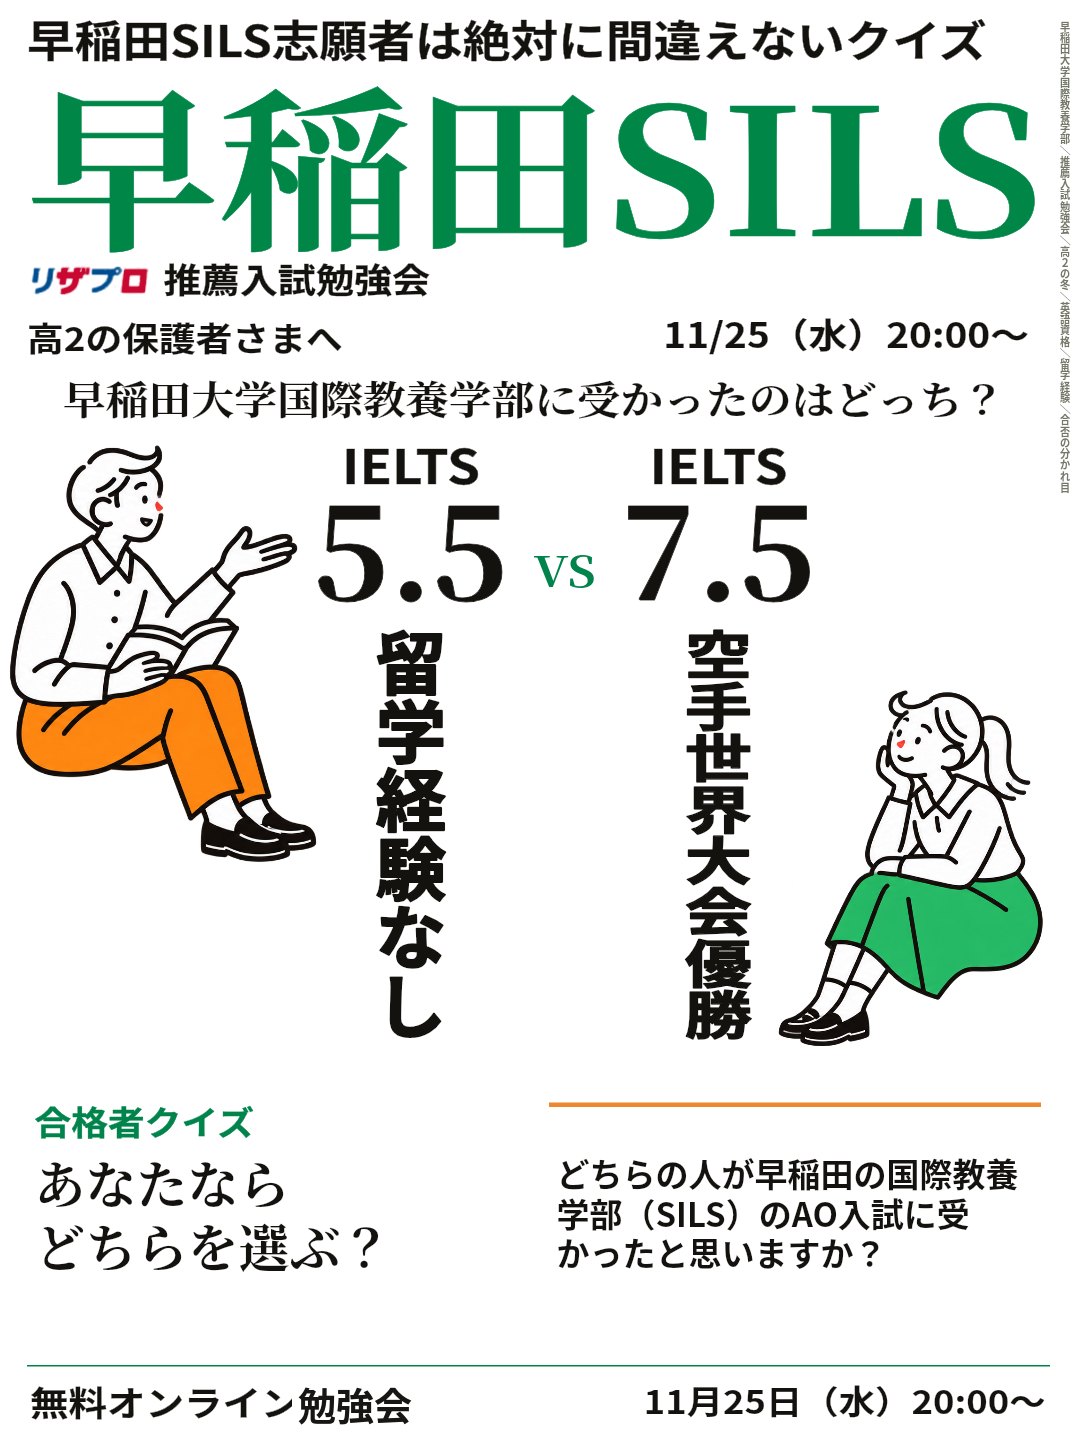 早稲田SILS志願者は絶対に間違えないクイズ
早稲田SILS
リザプロ 推薦入試勉強会
高2の保護者さまへ
11/25（水）20:00〜
早稲田大学国際教養学部に受かったのはどっち？
IELTS
5.5
留学経験なし
vs
IELTS
7.5
空手世界大会優勝
合格者クイズ
あなたなら
どちらを選ぶ？
どちらの人が早稲田の国際教養
学部（SILS）のAO入試に受
かったと思いますか？
無料オンライン勉強会
11月25日（水）20:00〜
早稲田大学国際教養学部／推薦入試勉強会／高2の冬／英語資格／留学経験／合否の分かれ目